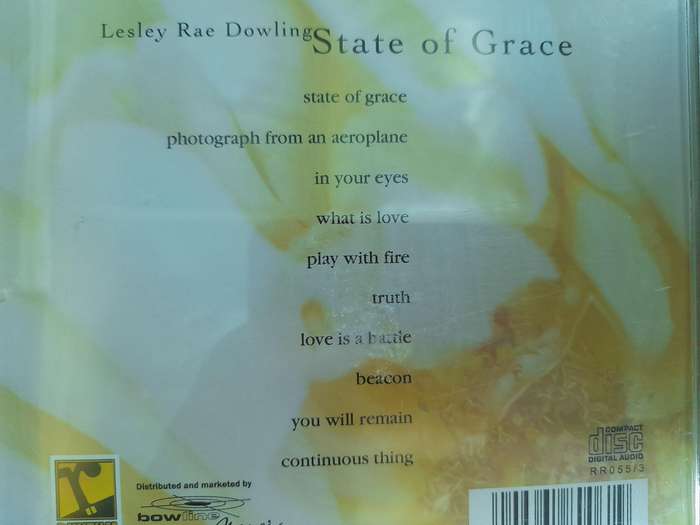 Lesley Rae Dowling State of Grace
state of grace
photograph from an aeroplane
in your eyes
what is love
play with fire
truth
love is a battle
beacon
you will remain
continuous thing
COMPACT
disc
DIGITAL AUDIO
RR055/3
Distributed and marketed by
bowline